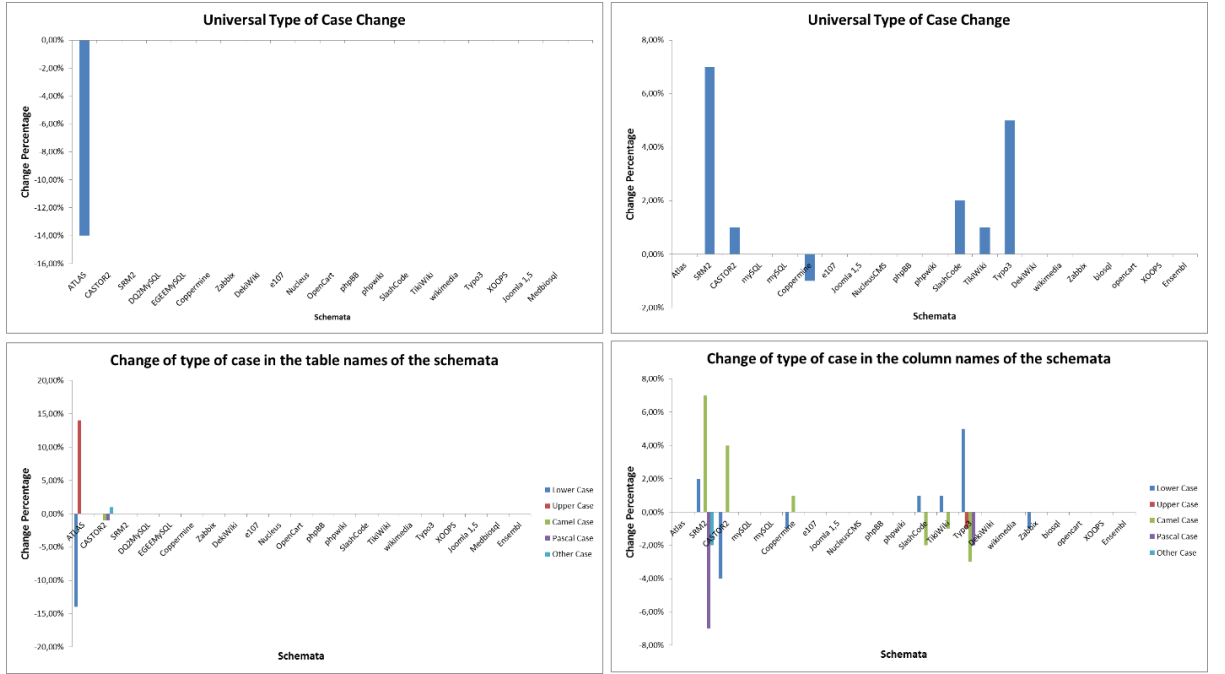 Universal Type of Case Change
0,00%
-2,00%
-4,00%
-6,00%
-8,00%
-10,00%
-12,00%
-14,00%
-16,00%
Change Percentage
ATLAS
CASTOR2
SRM2
DQ2MySQL
EGEEMySQL
Coppermine
Zabbix
DekiWiki
e107
Nucleus
OpenCart
phpBB
phpwiki
SlashCode
TikiWiki
wikimedia
Typo3
XOOPS
Joomla 1,5
Medbiosql
Schemata
Universal Type of Case Change
8,00%
6,00%
4,00%
2,00%
0,00%
2,00%
Change Percentage
Atlas
SRM2
CASTOR2
mySQL
mySQL
Coppermine
e107
Joomla 1,5
NucleusCMS
phpBB
phpwiki
SlashCode
TikiWiki
Typo3
DekiWiki
wikimedia
Zabbix
biosql
opencart
XOOPS
Ensembl
Schemata
Change of type of case in the table names of the schemata
20,00%
15,00%
10,00%
5,00%
0,00%
-5,00%
-10,00%
-15,00%
-20,00%
Change Percentage
ATLAS
CASTOR2
SRM2
DQ2MySQL
EGEEMySQL
Coppermine
Zabbix
DekiWiki
e107
Nucleus
OpenCart
phpBB
phpwiki
SlashCode
TikiWiki
wikimedia
Typo3
XOOPS
Joomla 1,5
Medbiosql
Ensembl
Schemata
Lower Case
Upper Case
Camel Case
Pascal Case
Other Case
Change of type of case in the column names of the schemata
8,00%
6,00%
4,00%
2,00%
0,00%
-2,00%
-4,00%
-6,00%
-8,00%
Change Percentage
Atlas
SRM2
CASTOR2
mySQL
mySQL
Coppermine
e107
Joomla 1,5
NucleusCMS
phpBB
phpwiki
SlashCode
TikiWiki
Typo3
DekiWiki
wikimedia
Zabbix
biosql
opencart
XOOPS
Ensembl
Schemata
Lower Case
Upper Case
Camel Case
Pascal Case
Other Case